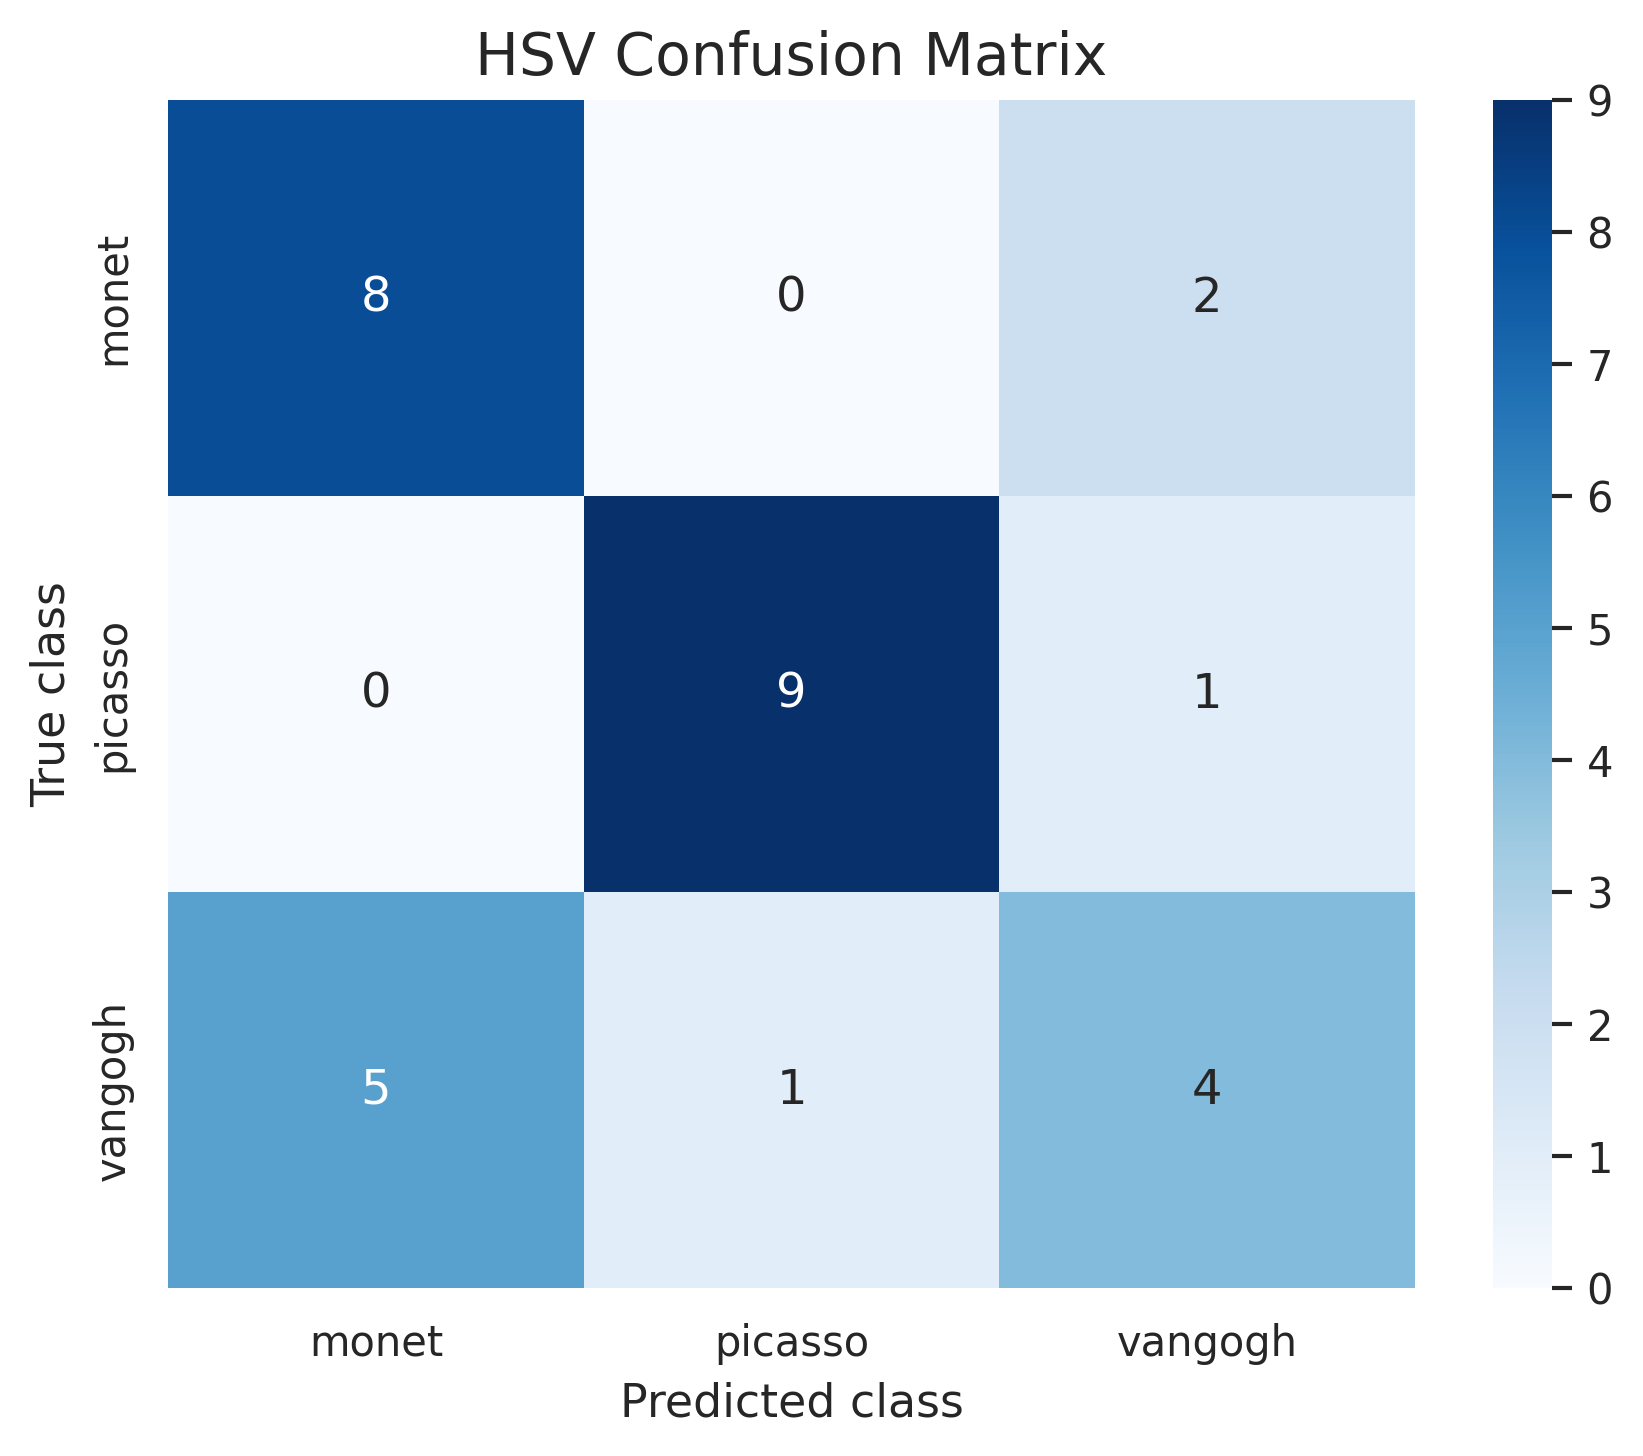 HSV Confusion Matrix
True class
monet
8 0 2
picasso
0 9 1
vangogh
5 1 4
monet picasso vangogh
Predicted class
9
8
7
6
5
4
3
2
1
0